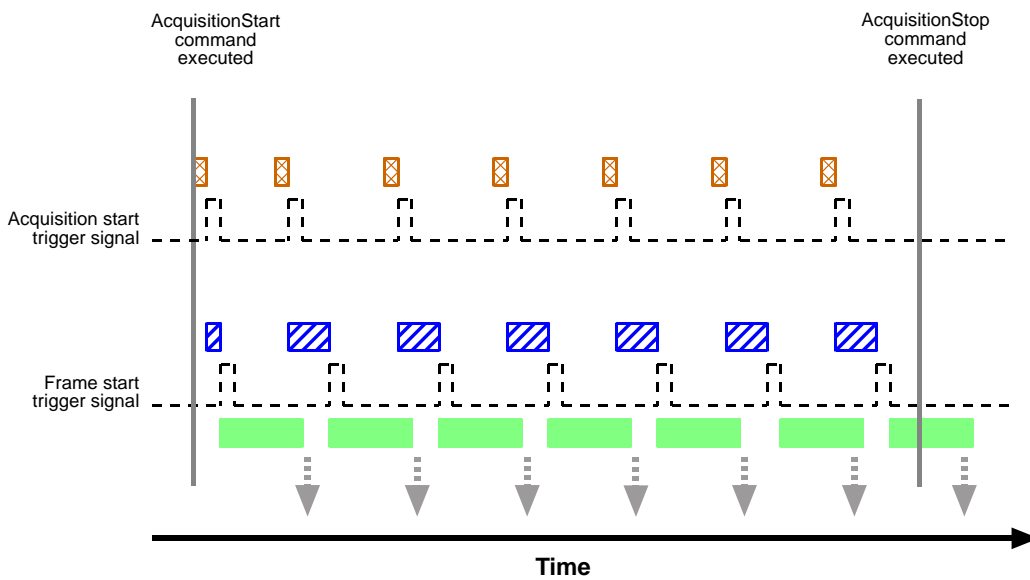 AcquisitionStart
command
executed
AcquisitionStop
command
executed
Acquisition start
trigger signal
Frame start
trigger signal
Time